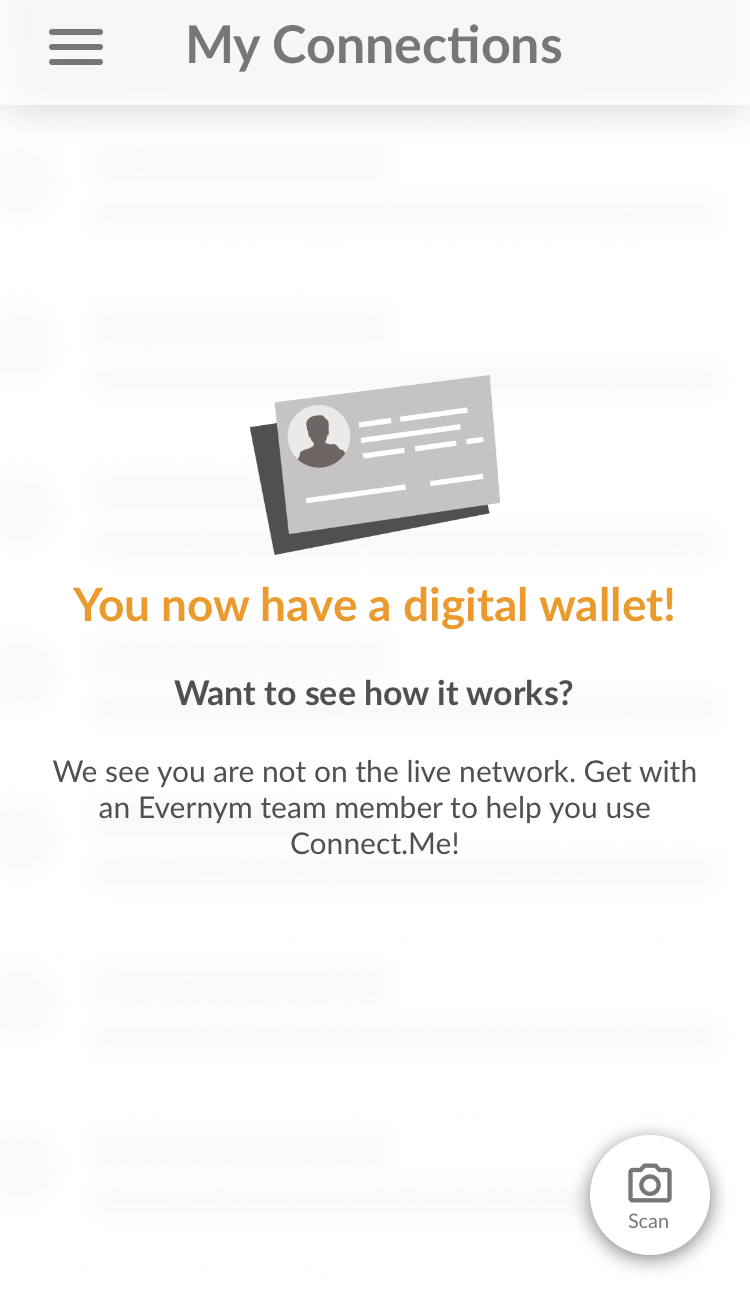 My Connections
You now have a digital wallet!
Want to see how it works?
We see you are not on the live network. Get with
an Evernym team member to help you use
Connect.Me!
Scan